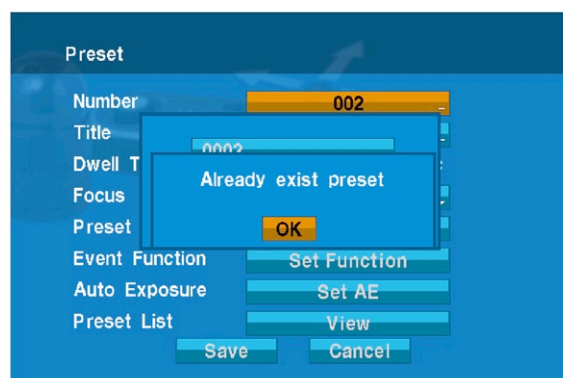 Preset
Number 002
Title
0002
Dwell T
Already exist preset
Focus
OK
Preset
Event Function Set Function
Auto Exposure Set AE
Preset List View
Save Cancel